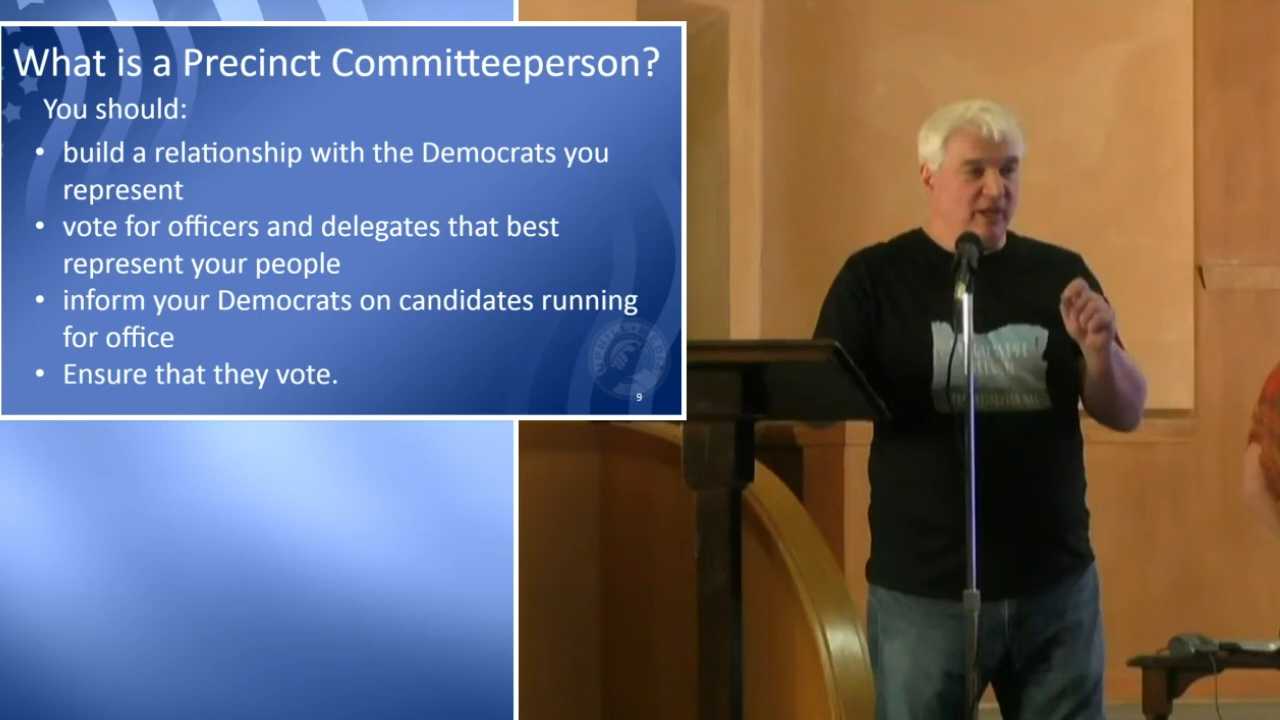 What is a Precinct Committeeperson?
You should:
• build a relationship with the Democrats you
represent
• vote for officers and delegates that best
represent your people
• inform your Democrats on candidates running
for office
• Ensure that they vote.
9